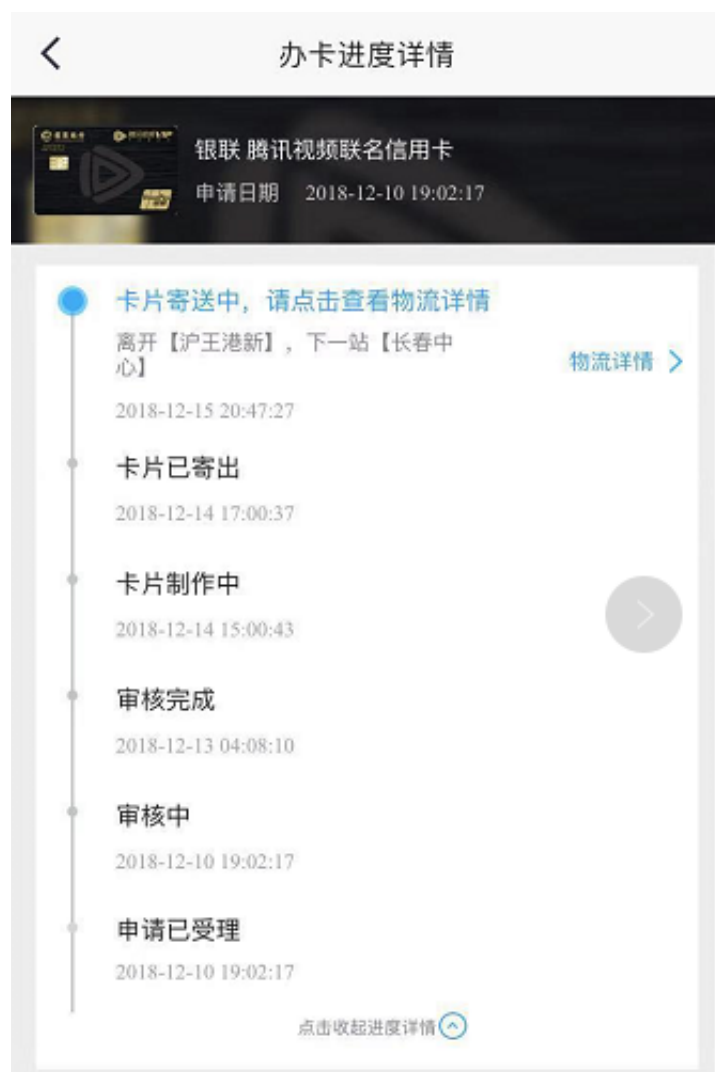 办卡进度详情
银联 腾讯视频联名信用卡
申请日期 2018-12-10 19:02:17
卡片寄送中，请点击查看物流详情
离开【沪王港新】，下一站【长春中
心】
物流详情
2018-12-15 20:47:27
卡片已寄出
2018-12-14 17:00:37
卡片制作中
2018-12-14 15:00:43
审核完成
2018-12-13 04:08:10
审核中
2018-12-10 19:02:17
申请已受理
2018-12-10 19:02:17
点击收起进度详情